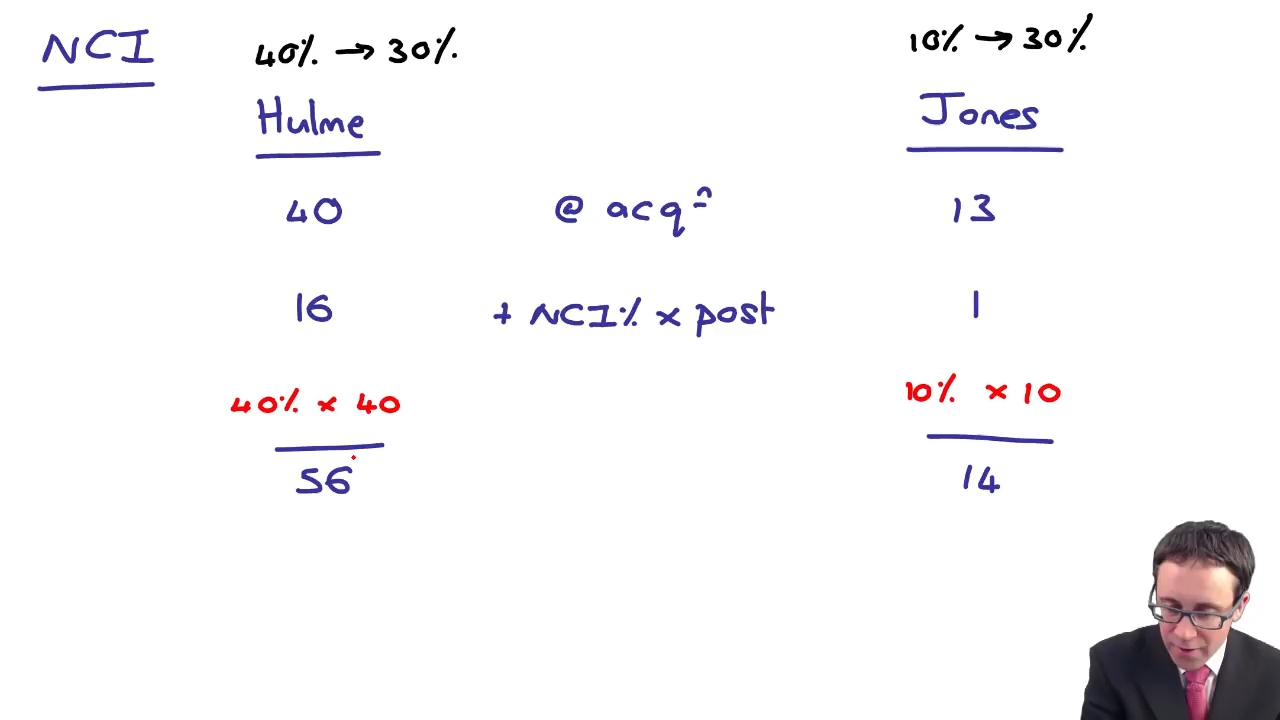 NCI 40% → 30% 10% → 30%
Hulme Jones
40 @ acqn 13
16 + NCI% x post 1
40% x 40 10% x 10
56 14